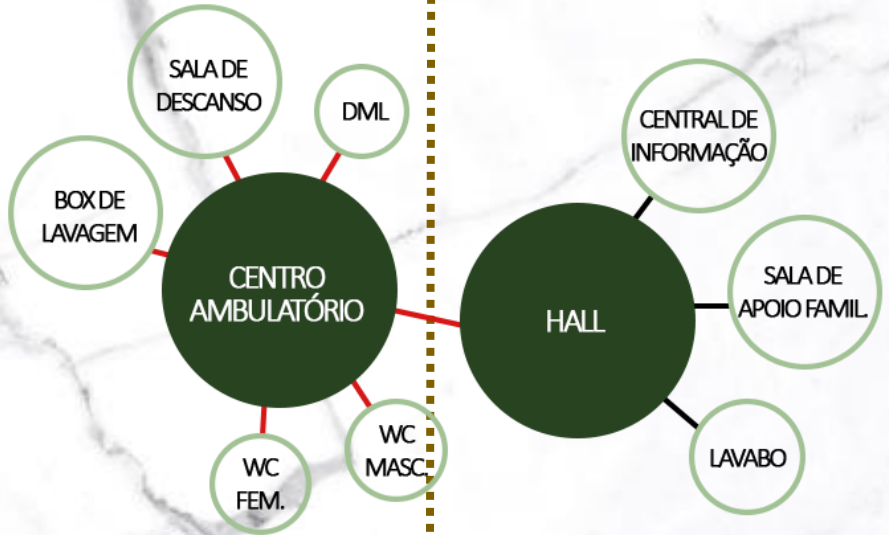 SALA DE
DESCANSO
DML
BOX DE
LAVAGEM
CENTRO
AMBULATÓRIO
WC
FEM.
WC
MASC.
HALL
CENTRAL DE
INFORMAÇÃO
SALA DE
APOIO FAMIL.
LAVABO